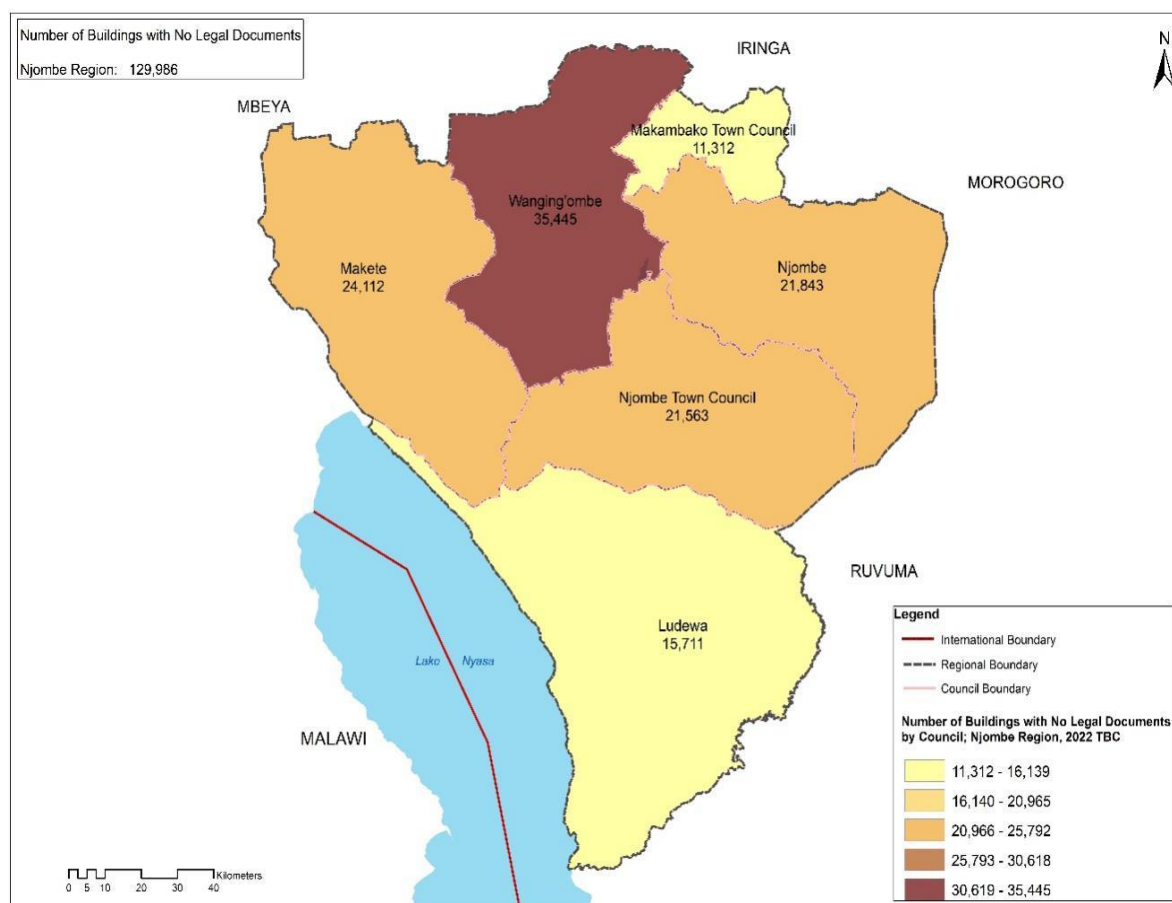 Number of Buildings with No Legal Documents
Njombe Region: 129,986
IRINGA
N
MBEYA
Makambako Town Council
11,312
MOROGORO
Wanging'ombe
35,445
Makete
24,112
Njombe
21,843
Njombe Town Council
21,563
RUVUMA
Ludewa
15,711
Lako Nyasa
MALAWI
Legend
International Boundary
Regional Boundary
Council Boundary
Number of Buildings with No Legal Documents
by Council; Njombe Region, 2022 TBC
11,312 - 16,139
16,140 - 20,965
20,966 - 25,792
25,793 - 30,618
30,619 - 35,445
Kilometers
0 5 10 20 30 40